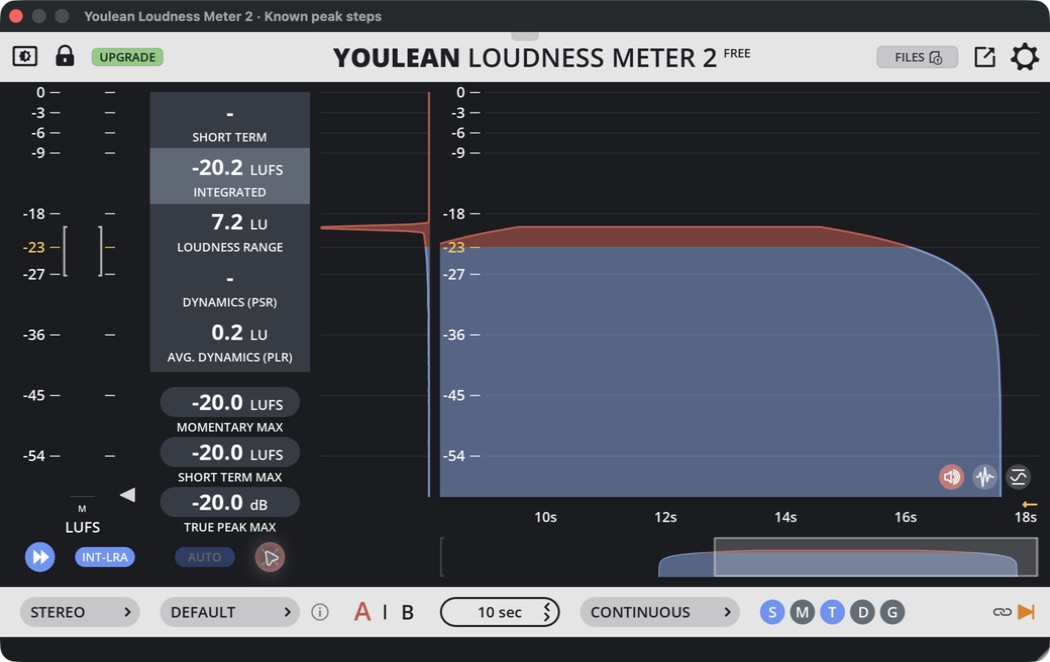 Youlean Loudness Meter 2 · Known peak steps
UPGRADE
YOULEAN LOUDNESS METER 2 FREE
FILES
0
-3
-6
-9
-18
-23
-27
-36
-45
-54
M
LUFS
-
SHORT TERM
-20.2 LUFS
INTEGRATED
7.2 LU
LOUDNESS RANGE
-
DYNAMICS (PSR)
0.2 LU
AVG. DYNAMICS (PLR)
-20.0 LUFS
MOMENTARY MAX
-20.0 LUFS
SHORT TERM MAX
-20.0 dB
TRUE PEAK MAX
INT-LRA
AUTO
0
-3
-6
-9
-18
-23
-27
-36
-45
-54
10s 12s 14s 16s 18s
STEREO DEFAULT A | B 10 sec CONTINUOUS S M T D G